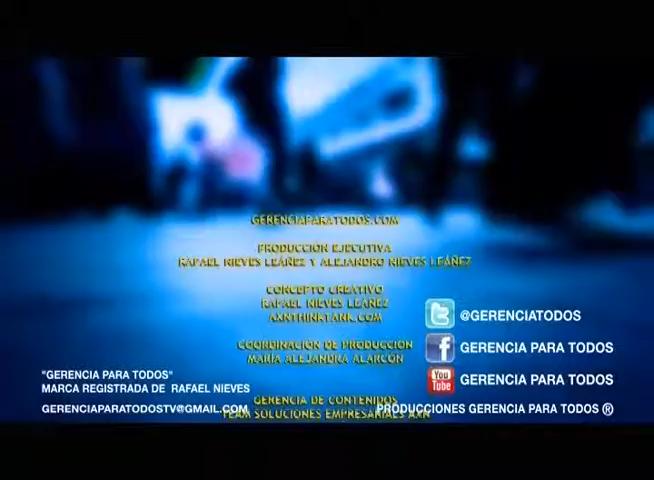 GERENCIAPARATODOS.COM
PRODUCCIÓN EJECUTIVA
RAFAEL NIEVES LEÁÑEZ Y ALEJANDRO NIEVES LEÁÑEZ
CONCEPTO CREATIVO
RAFAEL NIEVES LEÁÑEZ
AXNTHINKTANK.COM
COORDINACIÓN DE PRODUCCIÓN
MARÍA ALEJANDRA ALARCÓN
GERENCIA DE CONTENIDOS
TEAM SOLUCIONES EMPRESARIALES AXN
@GERENCIATODOS
GERENCIA PARA TODOS
You Tube GERENCIA PARA TODOS
"GERENCIA PARA TODOS"
MARCA REGISTRADA DE RAFAEL NIEVES
GERENCIAPARATODOSTV@GMAIL.COM
PRODUCCIONES GERENCIA PARA TODOS ®